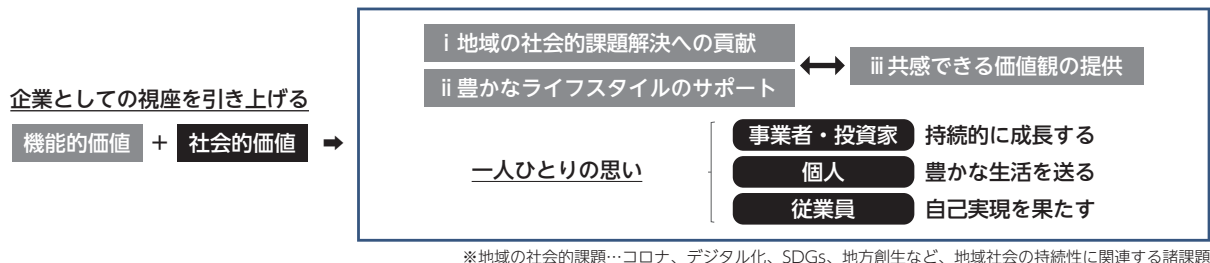 企業としての視座を引き上げる
機能的価値 + 社会的価値 ➡
ⅰ 地域の社会的課題解決への貢献
ⅱ 豊かなライフスタイルのサポート
ⅲ 共感できる価値観の提供
一人ひとりの思い
事業者・投資家 持続的に成長する
個人 豊かな生活を送る
従業員 自己実現を果たす
※地域の社会的課題…コロナ、デジタル化、SDGs、地方創生など、地域社会の持続性に関連する諸課題